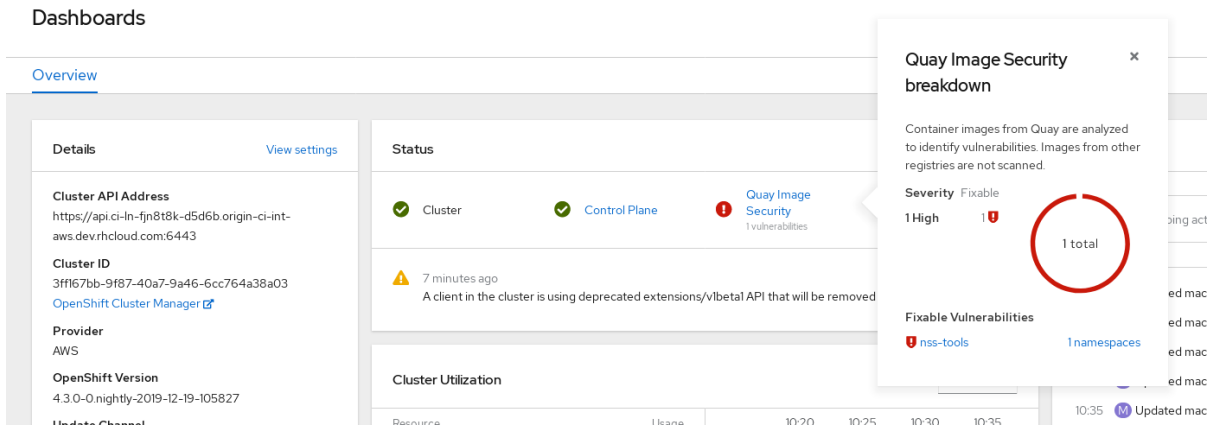 Dashboards
Overview
Details
View settings
Cluster API Address
https://api.ci-ln-fjn8t8k-d5d6b.origin-ci-int-
aws.dev.rhcloud.com:6443
Cluster ID
3ff167bb-9f87-40a7-9a46-6cc764a38a03
OpenShift Cluster Manager
Provider
AWS
OpenShift Version
4.3.0-0.nightly-2019-12-19-105827
Update Channel
Status
Cluster
Control Plane
Quay Image
Security
1 vulnerabilities
7 minutes ago
A client in the cluster is using deprecated extensions/v1beta1 API that will be removed
Cluster Utilization
Resource
Usage
10:20
10:25
10:30
10:35
Quay Image Security
breakdown
Container images from Quay are analyzed
to identify vulnerabilities. Images from other
registries are not scanned.
Severity Fixable
1 High 1
1 total
Fixable Vulnerabilities
nss-tools
1 namespaces
10:35 M Updated mac